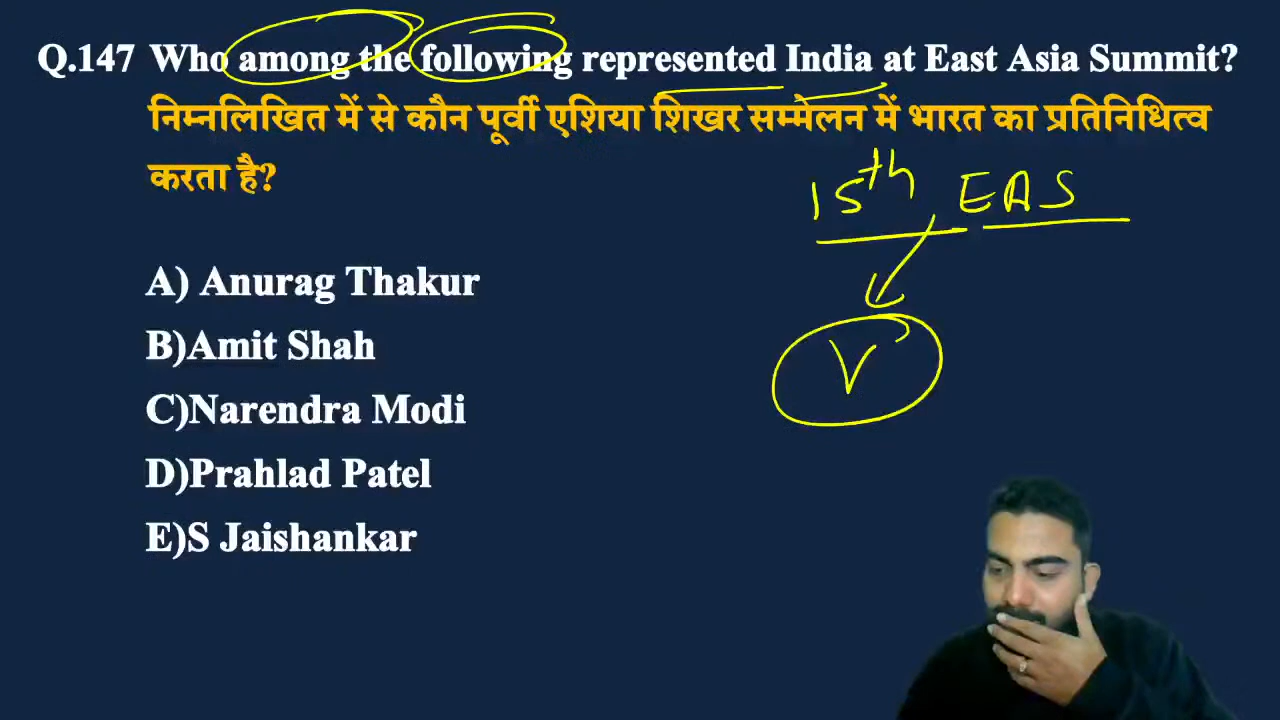 Q.147 Who among the following represented India at East Asia Summit?
निम्नलिखित में से कौन पूर्वी एशिया शिखर सम्मेलन में भारत का प्रतिनिधित्व
करता है?
15th EAS
A) Anurag Thakur
B)Amit Shah
V
C)Narendra Modi
D)Prahlad Patel
E)S Jaishankar